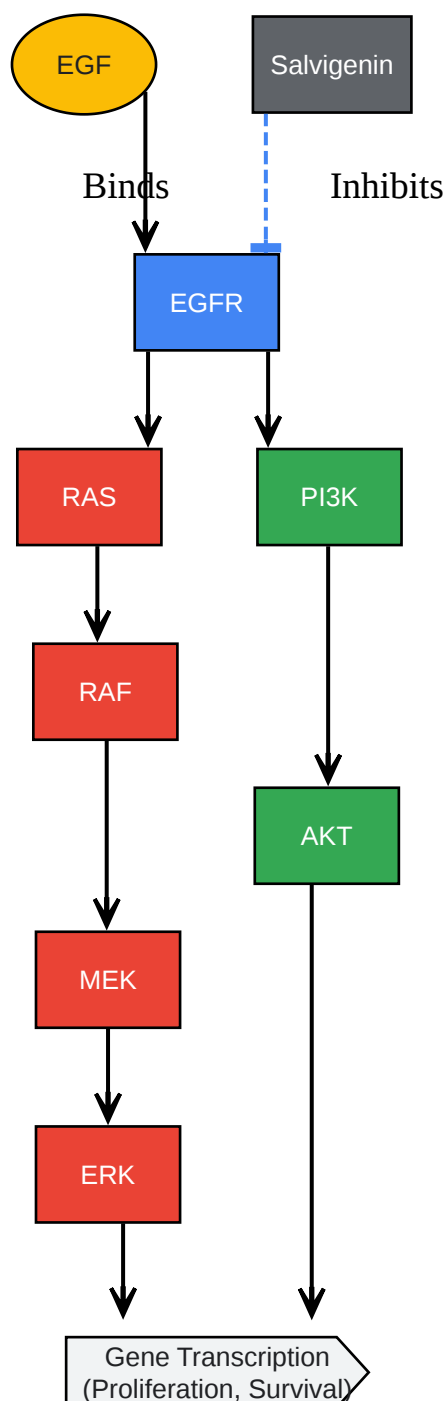 EGF
Salvigenin
Binds
Inhibits
EGFR
RAS
PI3K
RAF
AKT
MEK
ERK
Gene Transcription
(Proliferation, Survival)